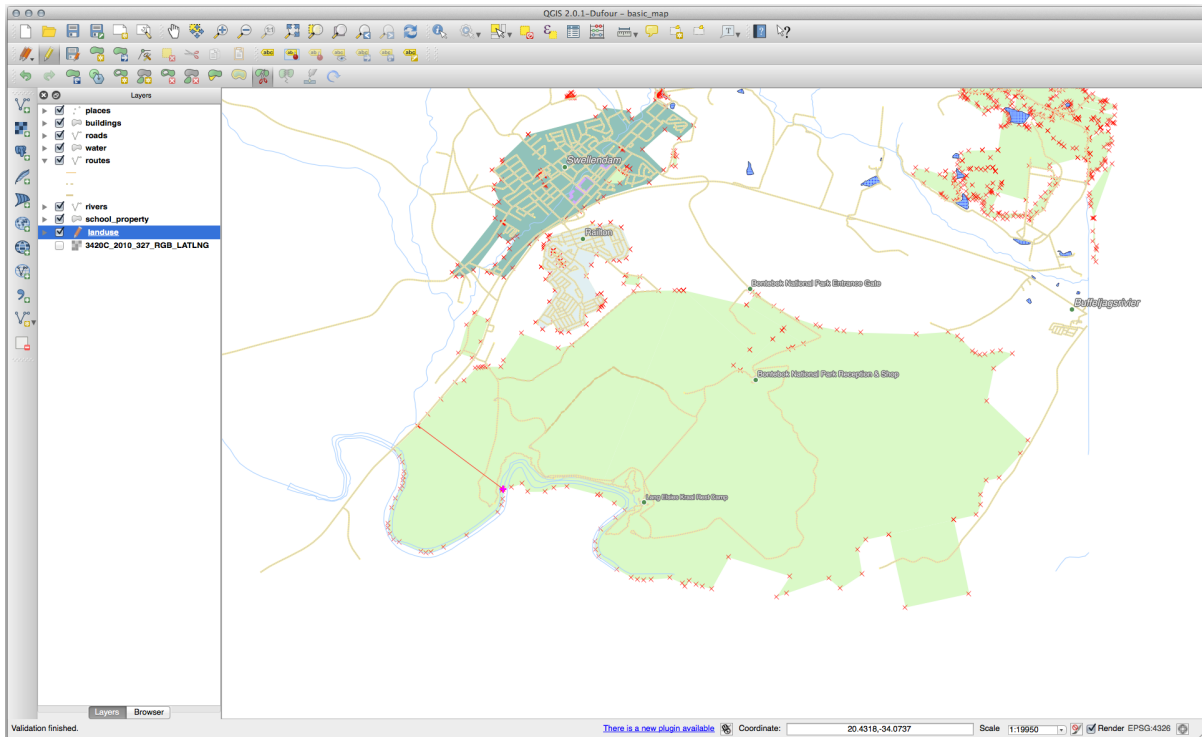 QGIS 2.0.1-Dufour - basic_map
Layers
places
buildings
roads
water
routes
rivers
school_property
landuse
3420C_2010_327_RGB_LATLNG
Swellendam
Railton
Bontebok National Park Entrance Gate
Buffeljagsrivier
Bontebok National Park Reception & Shop
Lang Elsies Kraal Rest Camp
Layers
Browser
Validation finished.
There is a new plugin available
Coordinate:
20.4318,-34.0737
Scale
1:19950
Render
EPSG:4326